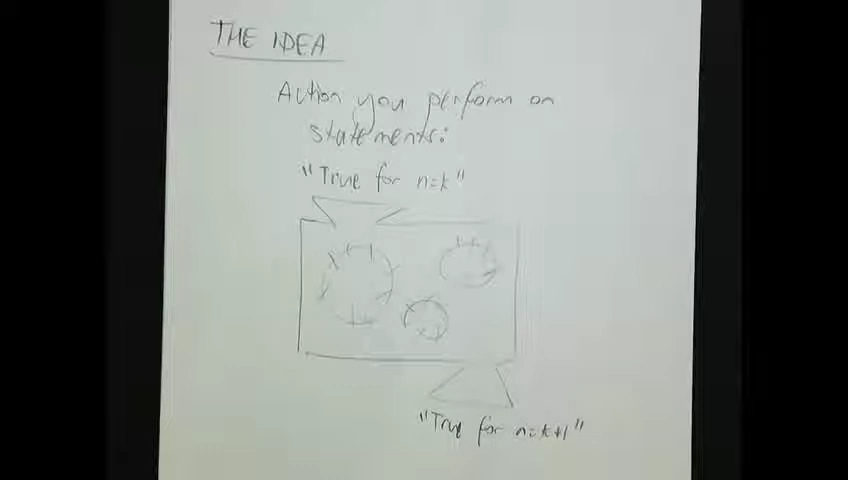 THE IDEA
Action you perform on
statements:
"True for n=k"
"True for n=k+1"